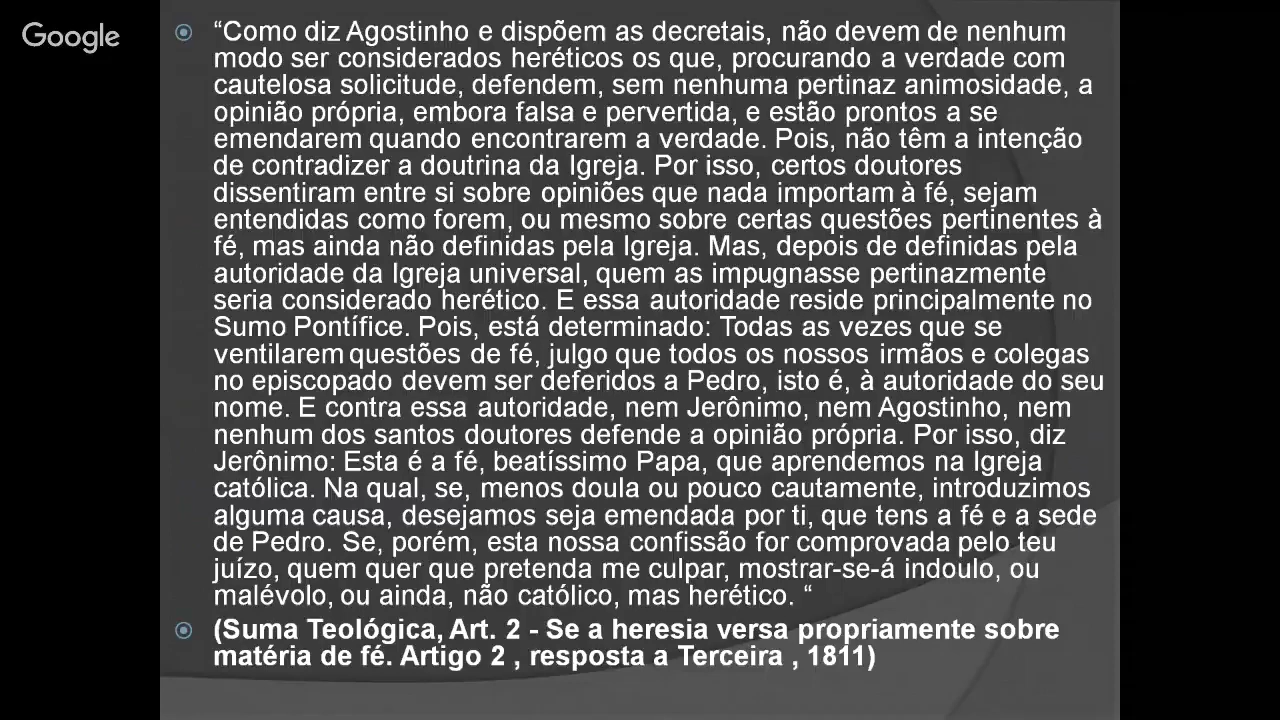 Google
“Como diz Agostinho e dispõem as decretais, não devem de nenhum
modo ser considerados heréticos os que, procurando a verdade com
cautelosa solicitude, defendem, sem nenhuma pertinaz animosidade, a
opinião própria, embora falsa e pervertida, e estão prontos a se
emendarem quando encontrarem a verdade. Pois, não têm a intenção
de contradizer a doutrina da Igreja. Por isso, certos doutores
dissentiram entre si sobre opiniões que nada importam à fé, sejam
entendidas como forem, ou mesmo sobre certas questões pertinentes à
fé, mas ainda não definidas pela Igreja. Mas, depois de definidas pela
autoridade da Igreja universal, quem as impugnasse pertinazmente
seria considerado herético. E essa autoridade reside principalmente no
Sumo Pontífice. Pois, está determinado: Todas as vezes que se
ventilarem questões de fé, julgo que todos os nossos irmãos e colegas
no episcopado devem ser deferidos a Pedro, isto é, à autoridade do seu
nome. E contra essa autoridade, nem Jerônimo, nem Agostinho, nem
nenhum dos santos doutores defende a opinião própria. Por isso, diz
Jerônimo: Esta é a fé, beatíssimo Papa, que aprendemos na Igreja
católica. Na qual, se, menos doula ou pouco cautamente, introduzimos
alguma causa, desejamos seja emendada por ti, que tens a fé e a sede
de Pedro. Se, porém, esta nossa confissão for comprovada pelo teu
juízo, quem quer que pretenda me culpar, mostrar-se-á indoulo, ou
malévolo, ou ainda, não católico, mas herético. “
(Suma Teológica, Art. 2 - Se a heresia versa propriamente sobre
matéria de fé. Artigo 2 , resposta a Terceira , 1811)